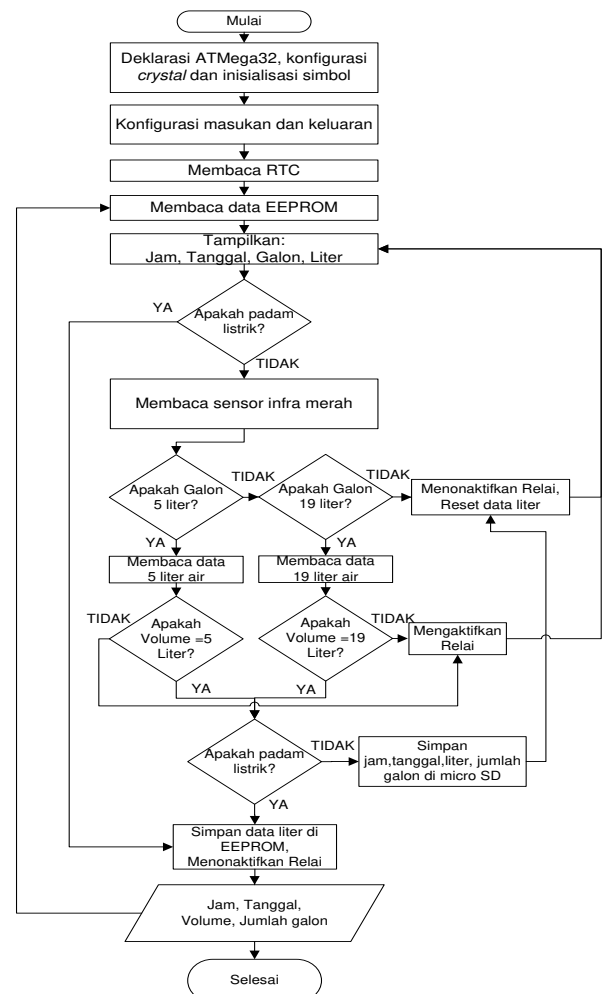 Mulai
Deklarasi ATMega32, konfigurasi
crystal dan inisialisasi simbol
Konfigurasi masukan dan keluaran
Membaca RTC
Membaca data EEPROM
Tampilkan:
Jam, Tanggal, Galon, Liter
YA
Apakah padam
listrik?
TIDAK
Membaca sensor infra merah
Apakah Galon
5 liter?
TIDAK
Apakah Galon
19 liter?
TIDAK
Menonaktifkan Relai,
Reset data liter
YA
YA
Membaca data
5 liter air
Membaca data
19 liter air
TIDAK
Apakah
Volume =5
Liter?
Apakah
Volume =19
Liter?
TIDAK
Mengaktifkan
Relai
YA
YA
Apakah padam
listrik?
TIDAK
Simpan
jam,tanggal,liter, jumlah
galon di micro SD
YA
Simpan data liter di
EEPROM,
Menonaktifkan Relai
Jam, Tanggal,
Volume, Jumlah galon
Selesai